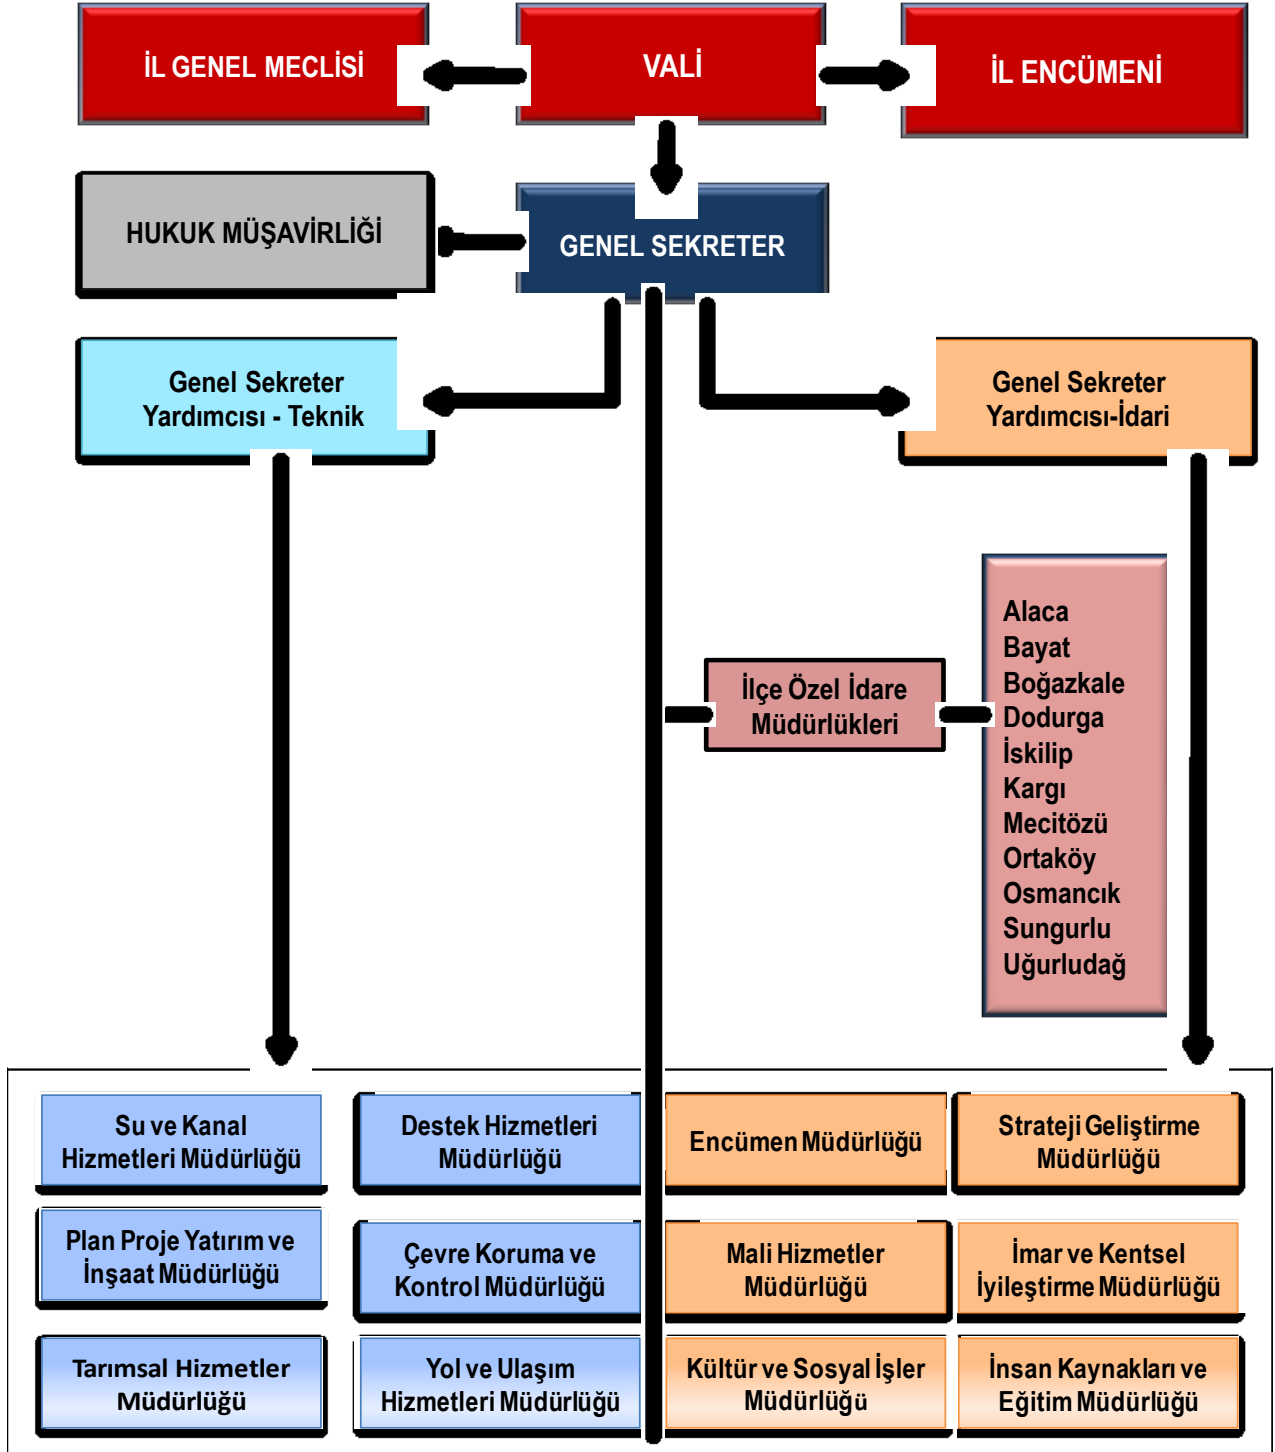 İL GENEL MECLİSİ
VALİ
İL ENCÜMENİ
HUKUK MÜŞAVİRLİĞİ
GENEL SEKRETER
Genel Sekreter
Yardımcısı - Teknik
Genel Sekreter
Yardımcısı-İdari
İlçe Özel İdare
Müdürlükleri
Alaca
Bayat
Boğazkale
Dodurga
İskilip
Kargı
Mecitözü
Ortaköy
Osmancık
Sungurlu
Uğurludağ
Su ve Kanal
Hizmetleri Müdürlüğü
Destek Hizmetleri
Müdürlüğü
Encümen Müdürlüğü
Strateji Geliştirme
Müdürlüğü
Plan Proje Yatırım ve
İnşaat Müdürlüğü
Çevre Koruma ve
Kontrol Müdürlüğü
Mali Hizmetler
Müdürlüğü
İmar ve Kentsel
İyileştirme Müdürlüğü
Tarımsal Hizmetler
Müdürlüğü
Yol ve Ulaşım
Hizmetleri Müdürlüğü
Kültür ve Sosyal İşler
Müdürlüğü
İnsan Kaynakları ve
Eğitim Müdürlüğü